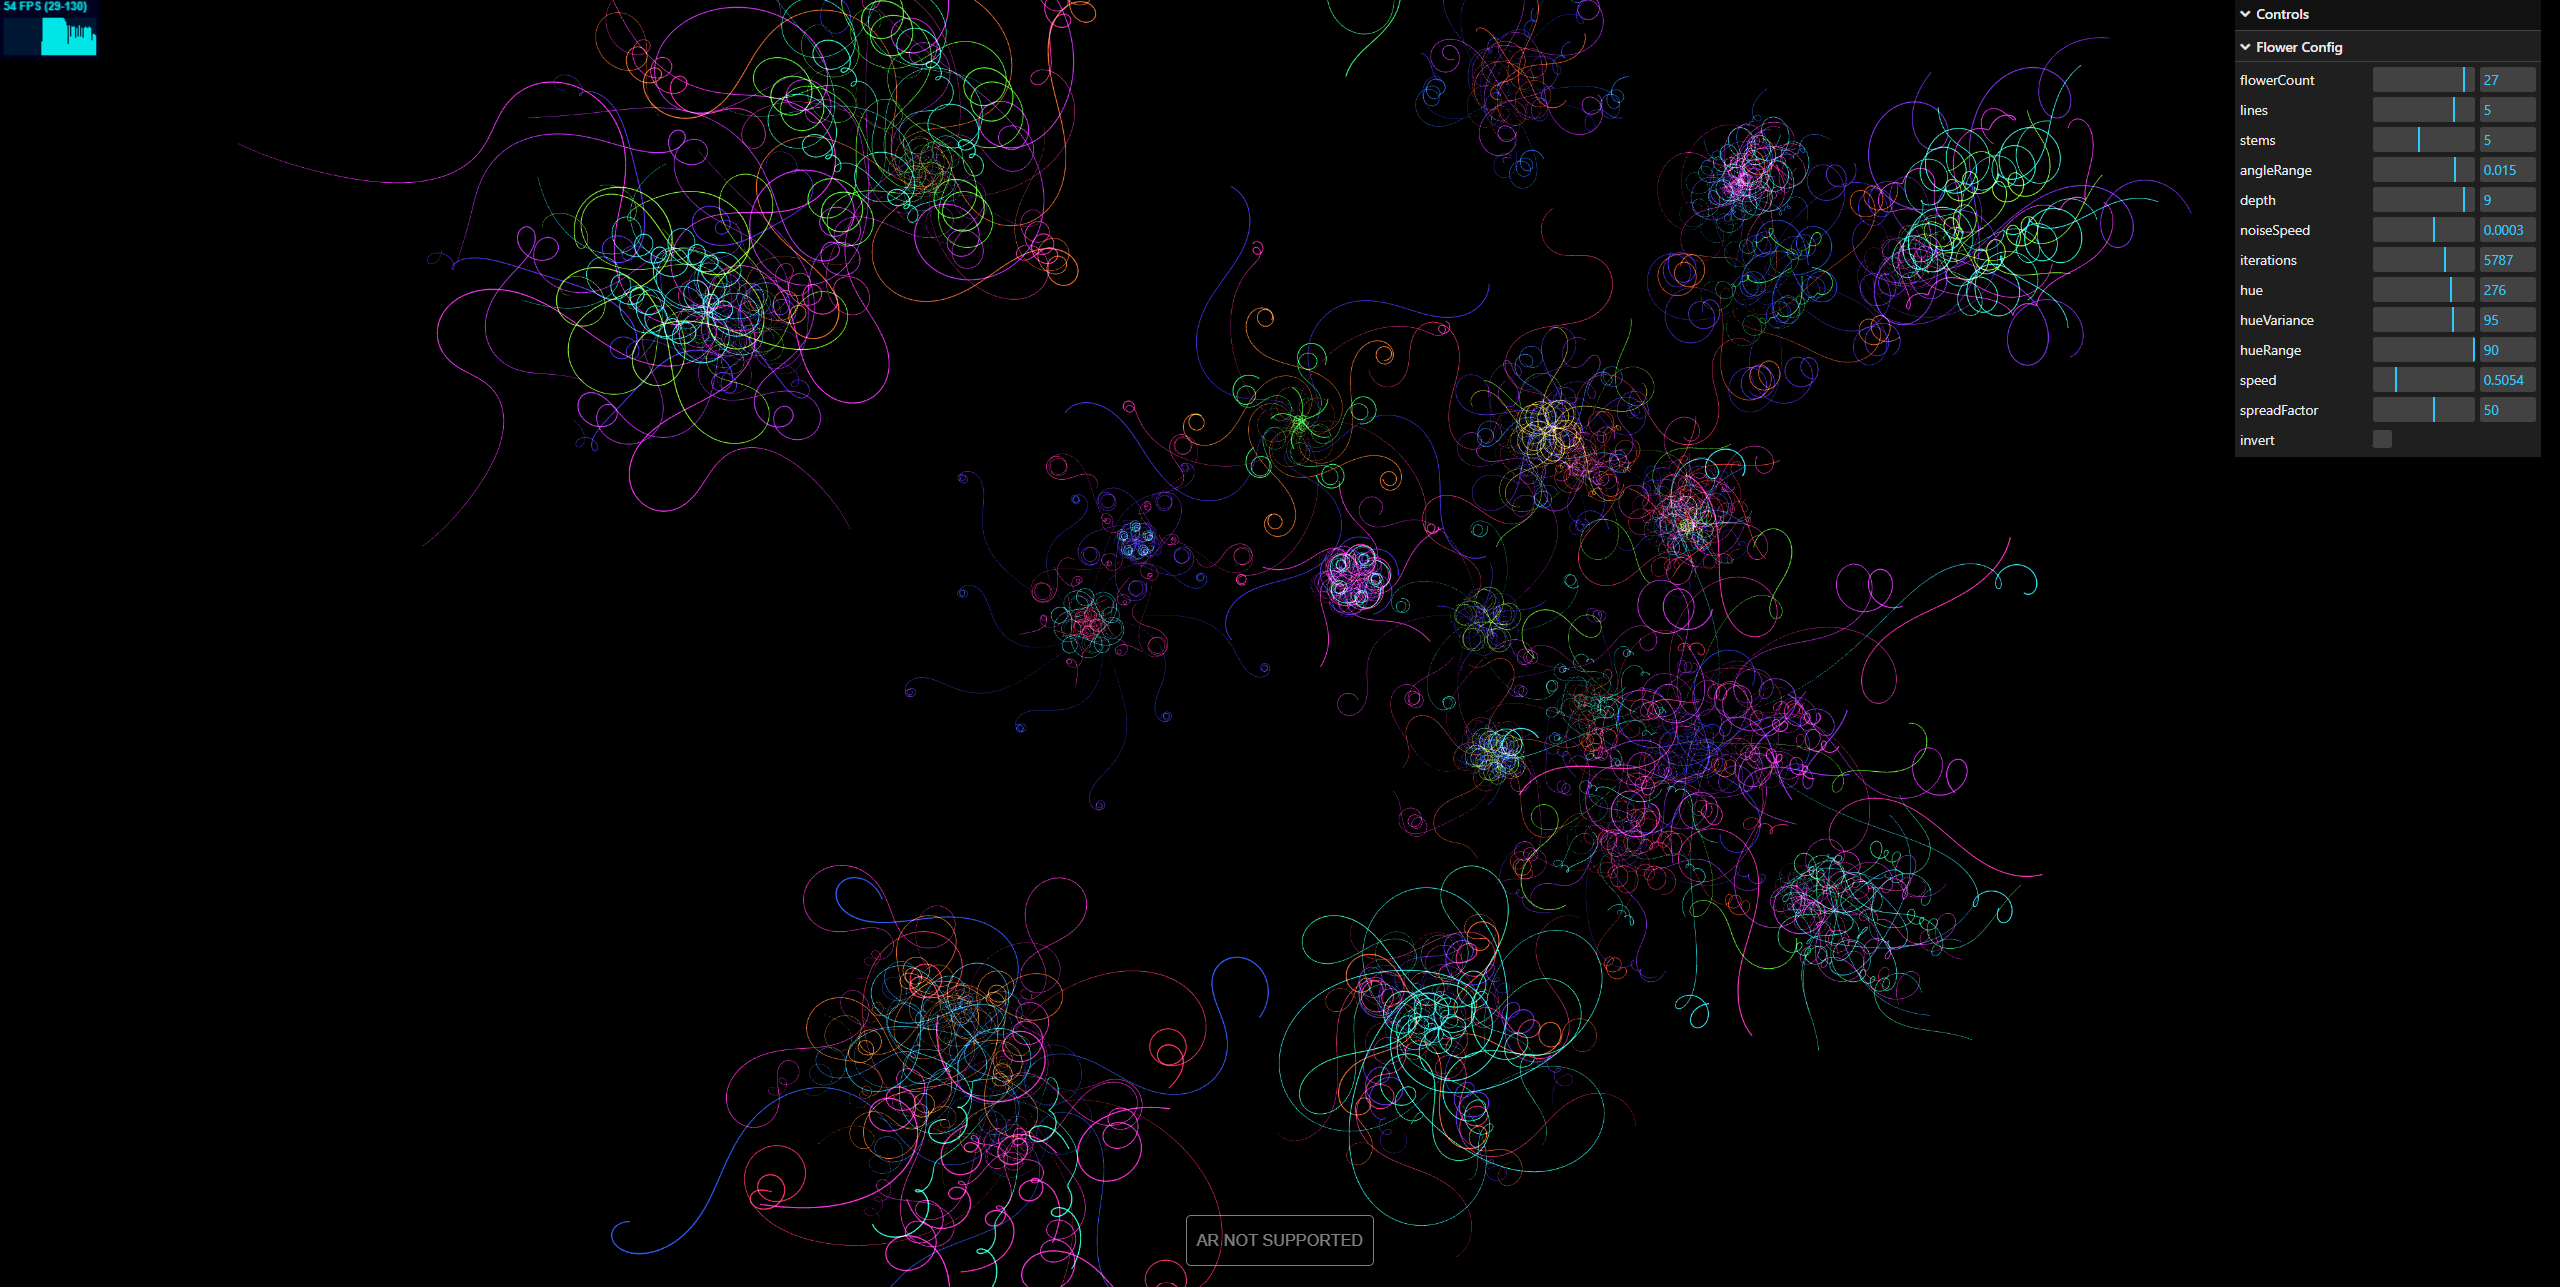 54 FPS (29-130)
Controls
Flower Config
flowerCount 27
lines 5
stems 5
angleRange 0.015
depth 9
noiseSpeed 0.0003
iterations 5787
hue 276
hueVariance 95
hueRange 90
speed 0.5054
spreadFactor 50
invert
AR NOT SUPPORTED